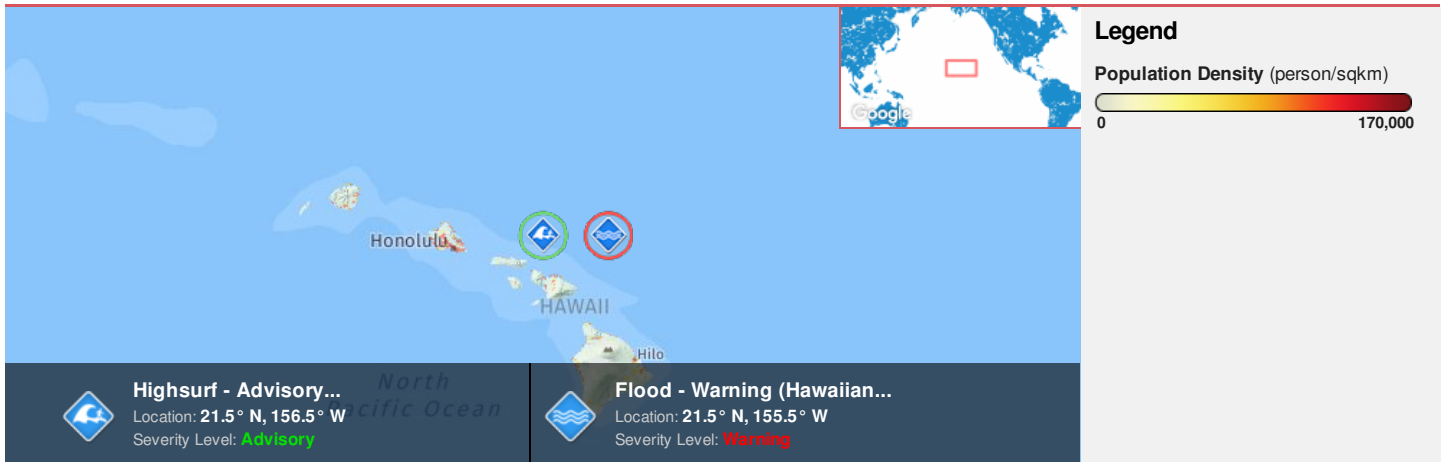 Google
Legend
Population Density (person/sqkm)
0 170,000
Honolulu
HAWAII
Hilo
North
Pacific Ocean
Highsurf - Advisory...
Location: 21.5° N, 156.5° W
Severity Level: Advisory
Flood - Warning (Hawaiian...
Location: 21.5° N, 155.5° W
Severity Level: Warning